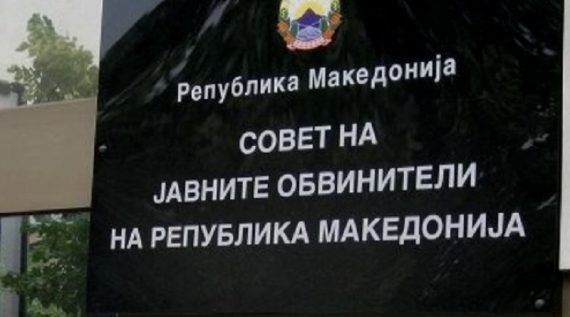 Република Македонија
СОВЕТ НА
ЈАВНИТЕ ОБВИНИТЕЛИ
НА РЕПУБЛИКА МАКЕДОНИЈА